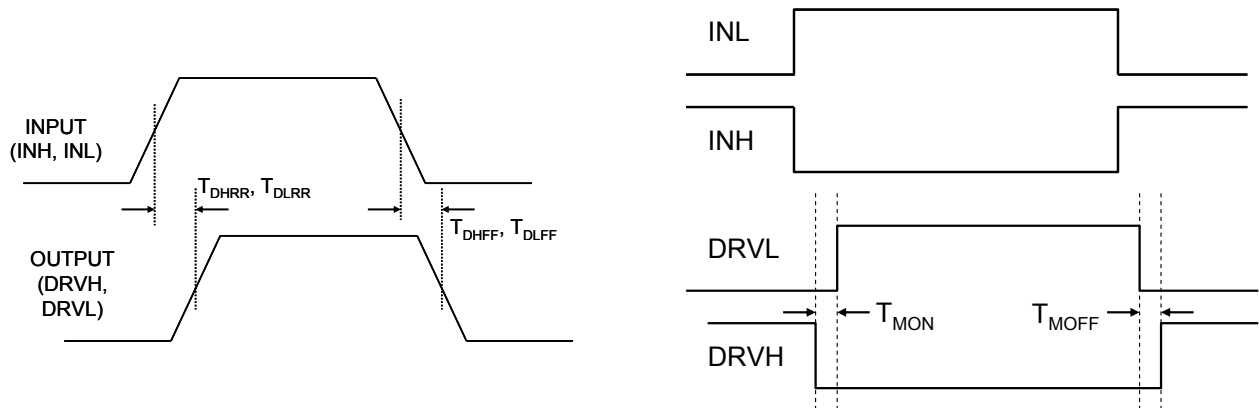 INPUT
(INH, INL)
T_DHRR, T_DLRR
T_DHFF, T_DLFF
OUTPUT
(DRVH,
DRVL)
INL
INH
DRVL
T_MON
T_MOFF
DRVH